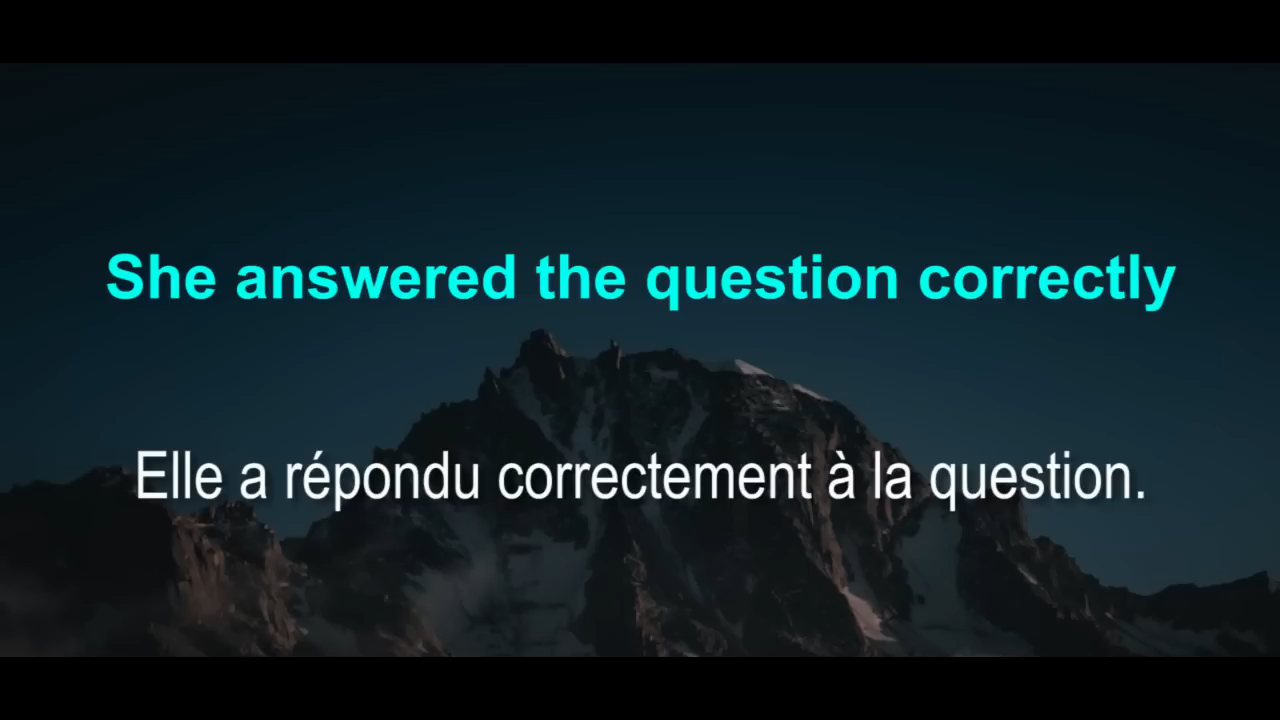 She answered the question correctly
Elle a répondu correctement à la question.